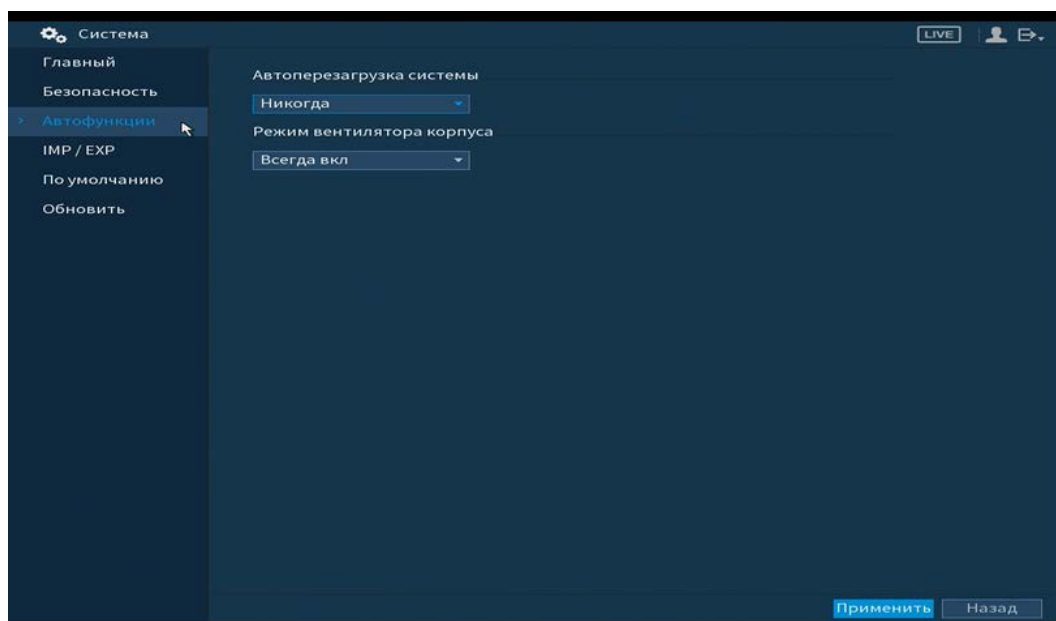 Система
LIVE
Главный
Безопасность
Автофункции
IMP / EXP
По умолчанию
Обновить
Автоперезагрузка системы
Никогда
Режим вентилятора корпуса
Всегда вкл
Применить
Назад